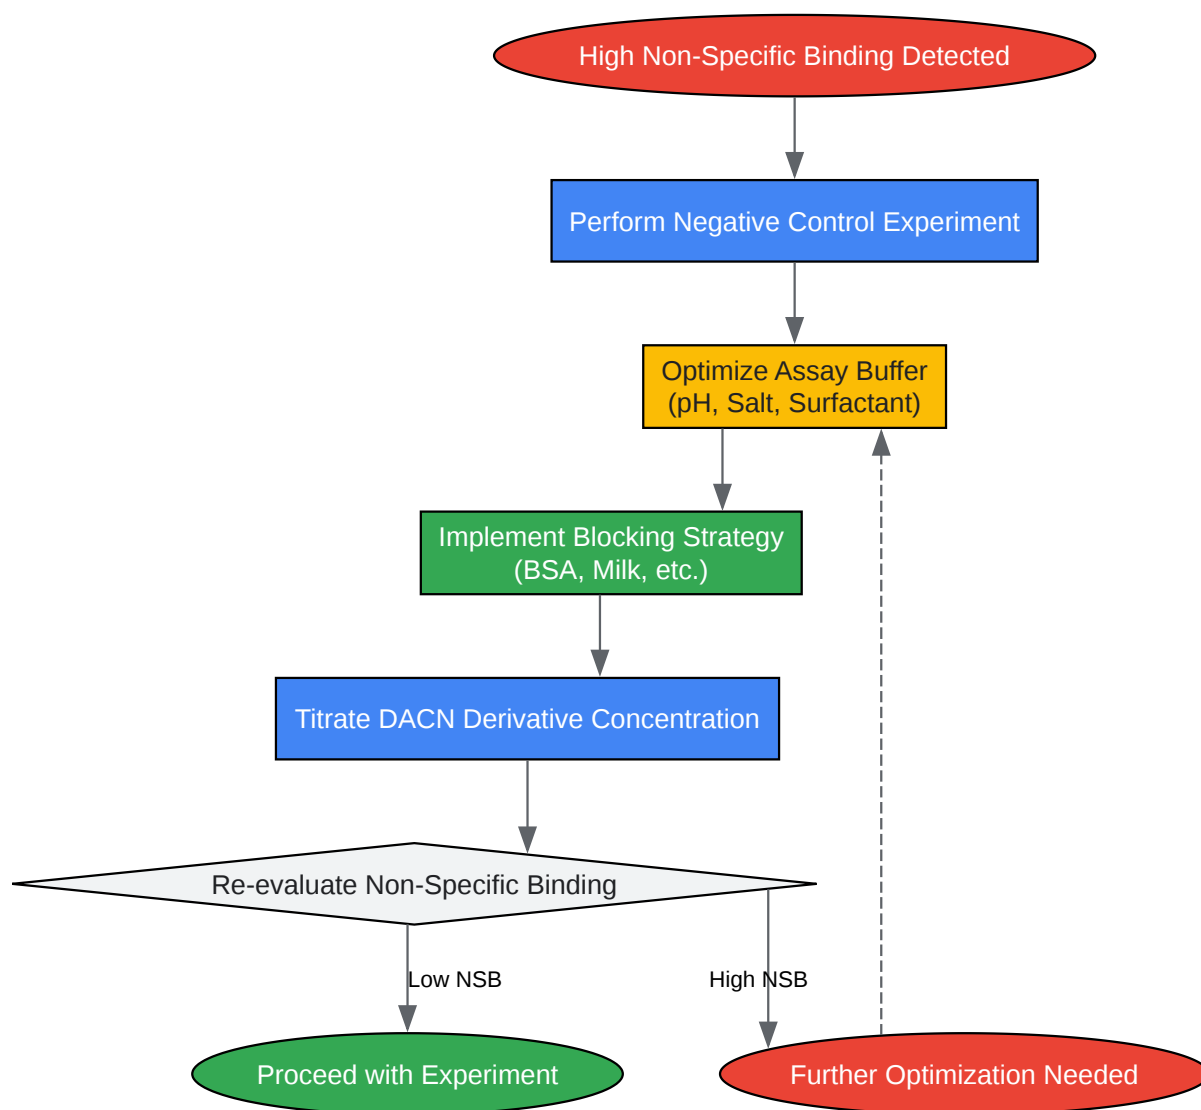 High Non-Specific Binding Detected
Perform Negative Control Experiment
Optimize Assay Buffer
(pH, Salt, Surfactant)
Implement Blocking Strategy
(BSA, Milk, etc.)
Titrate DACN Derivative Concentration
Re-evaluate Non-Specific Binding
Low NSB
High NSB
Proceed with Experiment
Further Optimization Needed